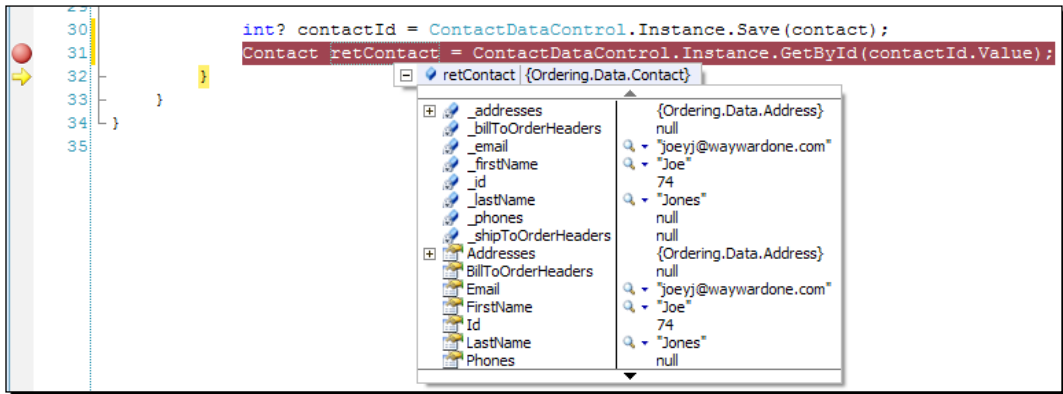 29
30 int? contactId = ContactDataControl.Instance.Save(contact);
31 Contact retContact = ContactDataControl.Instance.GetById(contactId.Value);
32 }
retContact {Ordering.Data.Contact}
33 }
34 }
35
_addresses {Ordering.Data.Address}
_billToOrderHeaders null
_email "joeyj@waywardone.com"
_firstName "Joe"
_id 74
_lastName "Jones"
_phones null
_shipToOrderHeaders null
Addresses {Ordering.Data.Address}
BillToOrderHeaders null
Email "joeyj@waywardone.com"
FirstName "Joe"
Id 74
LastName "Jones"
Phones null